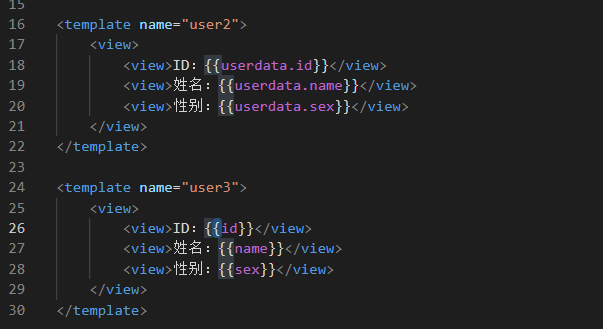 15
16 <template name="user2">
17 <view>
18 <view>ID：{{userdata.id}}</view>
19 <view>姓名：{{userdata.name}}</view>
20 <view>性别：{{userdata.sex}}</view>
21 </view>
22 </template>
23
24 <template name="user3">
25 <view>
26 <view>ID：{{id}}</view>
27 <view>姓名：{{name}}</view>
28 <view>性别：{{sex}}</view>
29 </view>
30 </template>